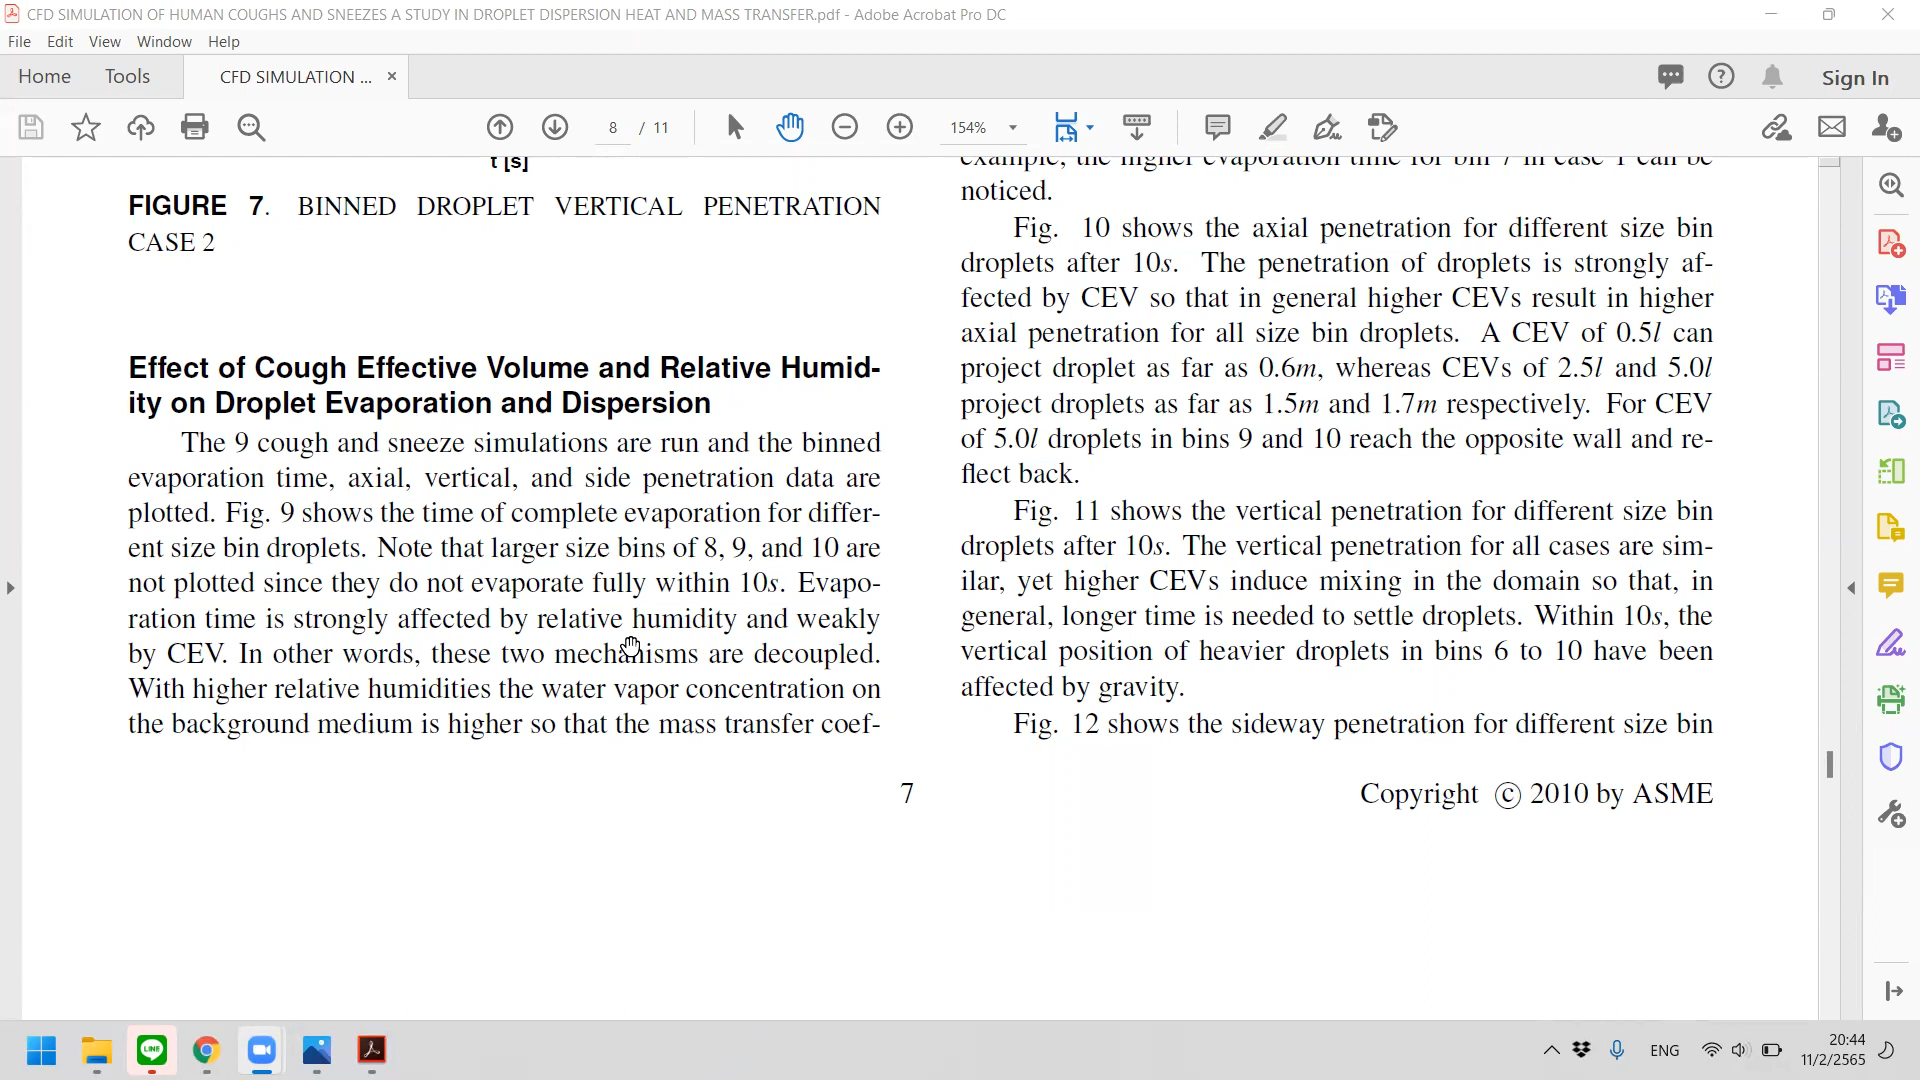 CFD SIMULATION OF HUMAN COUGHS AND SNEEZES A STUDY IN DROPLET DISPERSION HEAT AND MASS TRANSFER.pdf - Adobe Acrobat Pro DC
File Edit View Window Help
Home Tools CFD SIMULATION ... × Sign In
8 / 11 154%
t [s]
FIGURE 7. BINNED DROPLET VERTICAL PENETRATION
CASE 2
Effect of Cough Effective Volume and Relative Humid-
ity on Droplet Evaporation and Dispersion
The 9 cough and sneeze simulations are run and the binned
evaporation time, axial, vertical, and side penetration data are
plotted. Fig. 9 shows the time of complete evaporation for differ-
ent size bin droplets. Note that larger size bins of 8, 9, and 10 are
not plotted since they do not evaporate fully within 10s. Evapo-
ration time is strongly affected by relative humidity and weakly
by CEV. In other words, these two mechanisms are decoupled.
With higher relative humidities the water vapor concentration on
the background medium is higher so that the mass transfer coef-
example, the higher evaporation time for bin 7 in case 1 can be
noticed.
Fig. 10 shows the axial penetration for different size bin
droplets after 10s. The penetration of droplets is strongly af-
fected by CEV so that in general higher CEVs result in higher
axial penetration for all size bin droplets. A CEV of 0.5l can
project droplet as far as 0.6m, whereas CEVs of 2.5l and 5.0l
project droplets as far as 1.5m and 1.7m respectively. For CEV
of 5.0l droplets in bins 9 and 10 reach the opposite wall and re-
flect back.
Fig. 11 shows the vertical penetration for different size bin
droplets after 10s. The vertical penetration for all cases are sim-
ilar, yet higher CEVs induce mixing in the domain so that, in
general, longer time is needed to settle droplets. Within 10s, the
vertical position of heavier droplets in bins 6 to 10 have been
affected by gravity.
Fig. 12 shows the sideway penetration for different size bin
7
Copyright © 2010 by ASME
LINE
ENG
20:44
11/2/2565